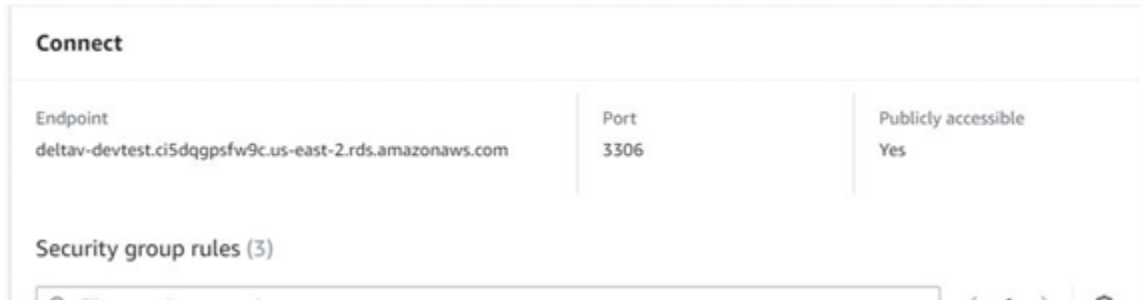 Connect
Endpoint
deltav-devtest.ci5dqgpsfw9c.us-east-2.rds.amazonaws.com
Port
3306
Publicly accessible
Yes
Security group rules (3)